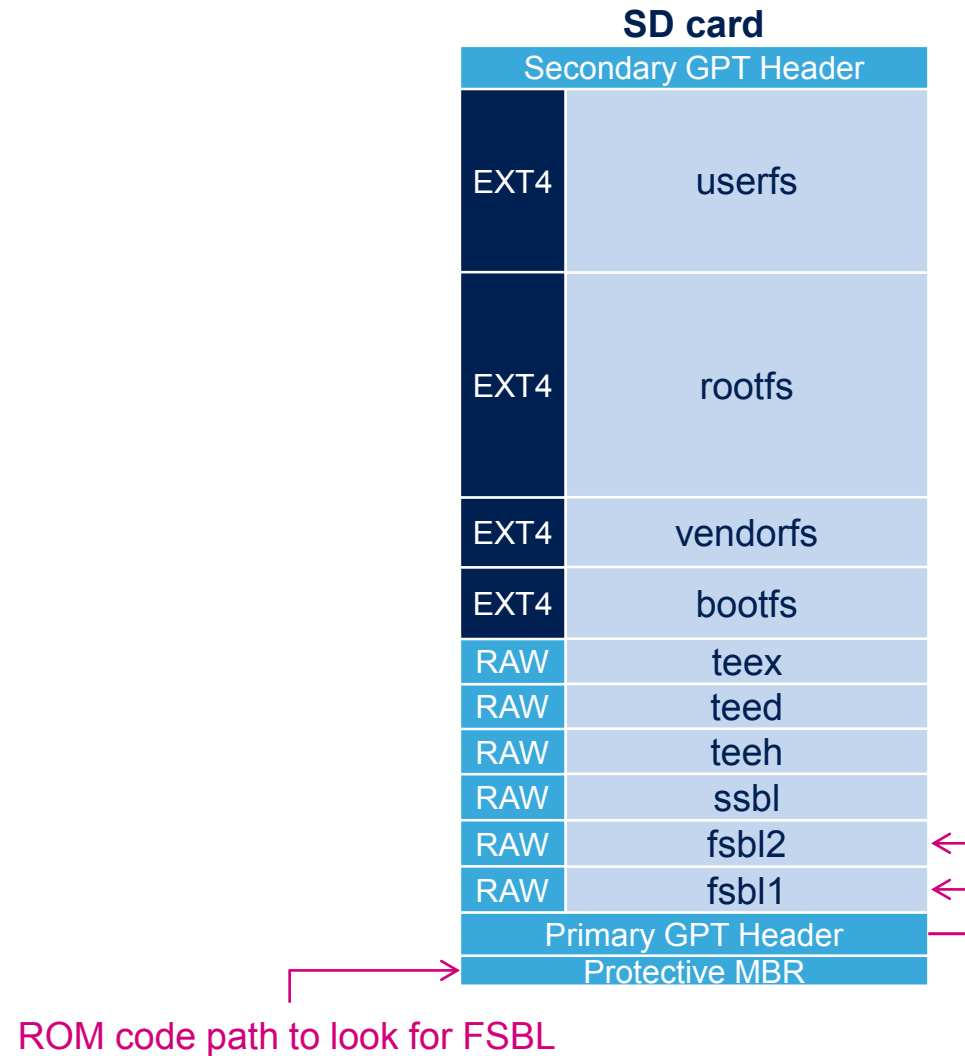 SD card
Secondary GPT Header
EXT4 userfs
EXT4 rootfs
EXT4 vendorfs
EXT4 bootfs
RAW teex
RAW teed
RAW teeh
RAW ssbl
RAW fsbl2
RAW fsbl1
Primary GPT Header
Protective MBR
ROM code path to look for FSBL